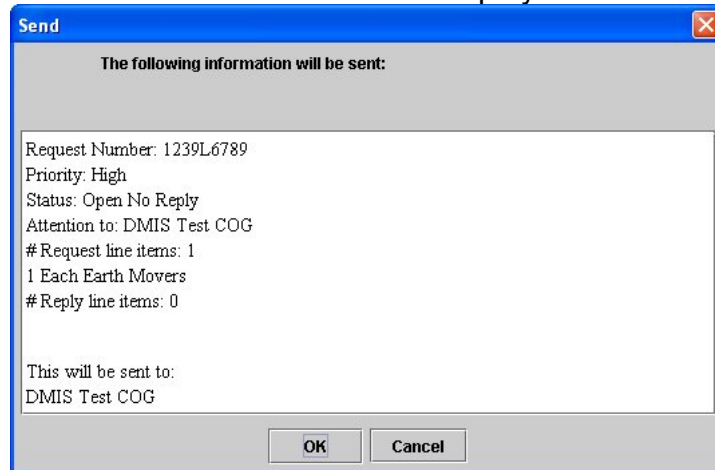 Send
The following information will be sent:
Request Number: 1239L6789
Priority: High
Status: Open No Reply
Attention to: DMIS Test COG
# Request line items: 1
1 Each Earth Movers
# Reply line items: 0
This will be sent to:
DMIS Test COG
OK Cancel